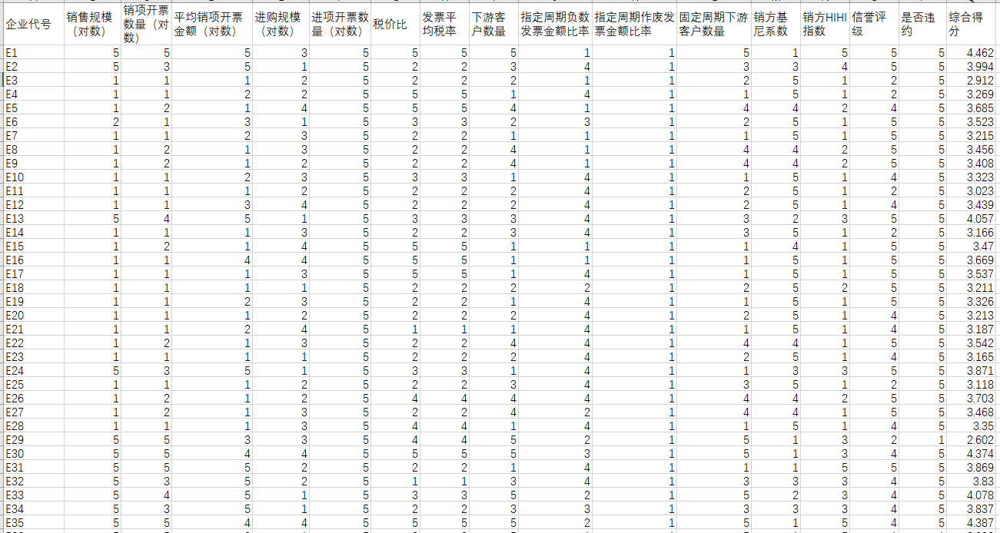 企业代号 销售规模（对数） 销项开票数量（对数） 平均销项开票金额（对数） 进购规模（对数） 进项开票数量（对数） 税价比 发票平均税率 下游客户数量 指定周期负数发票金额比率 指定周期作废发票金额比率 固定周期下游客户数量 销方基尼系数 销方HIHI指数 信誉评级 是否违约 综合得分
E1 5 5 5 3 5 5 5 5 1 1 5 1 5 5 5 4.462
E2 5 3 5 1 5 2 2 3 4 1 3 3 4 5 5 3.994
E3 1 1 1 2 5 2 2 2 1 1 2 5 1 2 5 2.912
E4 1 1 2 2 5 5 5 1 4 1 1 5 1 2 5 3.269
E5 1 2 1 4 5 5 5 4 1 1 4 4 2 4 5 3.685
E6 2 1 3 1 5 3 3 2 3 1 2 5 1 5 5 3.523
E7 1 1 2 3 5 2 2 1 1 1 1 5 1 5 5 3.215
E8 1 2 1 3 5 2 2 4 1 1 4 4 2 5 5 3.456
E9 1 2 1 2 5 2 2 4 1 1 4 4 2 5 5 3.408
E10 1 1 2 3 5 3 3 1 4 1 1 5 1 4 5 3.323
E11 1 1 1 2 5 2 2 2 4 1 2 5 1 2 5 3.023
E12 1 1 3 4 5 2 2 2 4 1 2 5 1 4 5 3.439
E13 5 4 5 1 5 3 3 3 4 1 3 2 3 5 5 4.057
E14 1 1 1 3 5 2 2 3 4 1 3 5 1 2 5 3.166
E15 1 2 1 4 5 5 5 1 1 1 1 4 1 5 5 3.47
E16 1 1 4 4 5 5 5 1 1 1 1 5 1 5 5 3.669
E17 1 1 1 3 5 5 5 1 4 1 1 5 1 5 5 3.537
E18 1 1 1 1 5 2 2 2 2 1 2 5 2 5 5 3.211
E19 1 1 2 3 5 2 2 1 4 1 1 5 1 5 5 3.326
E20 1 1 1 2 5 2 2 2 4 1 2 5 1 4 5 3.213
E21 1 1 2 4 5 1 1 1 4 1 1 5 1 4 5 3.187
E22 1 2 1 3 5 2 2 4 4 1 4 4 1 5 5 3.542
E23 1 1 1 1 5 2 2 2 4 1 2 5 1 4 5 3.165
E24 5 3 5 1 5 3 3 1 4 1 1 3 3 5 5 3.871
E25 1 1 1 2 5 2 2 3 4 1 3 5 1 2 5 3.118
E26 1 2 1 2 5 4 4 4 4 1 4 4 2 5 5 3.703
E27 1 2 1 3 5 2 2 4 2 1 4 4 1 5 5 3.468
E28 1 1 1 3 5 4 4 1 4 1 1 5 1 4 5 3.35
E29 5 5 3 3 5 4 4 5 2 1 5 1 3 2 1 2.602
E30 5 5 4 4 5 5 5 5 3 1 5 1 3 4 5 4.374
E31 5 5 5 2 5 2 2 1 4 1 1 1 5 5 5 3.869
E32 5 3 5 2 5 1 1 3 4 1 3 3 3 4 5 3.83
E33 5 4 5 1 5 3 3 5 2 1 5 2 3 4 5 4.078
E34 5 3 5 1 5 2 2 3 3 1 3 3 3 4 5 3.837
E35 5 5 4 4 5 5 5 5 2 1 5 1 5 4 5 4.387